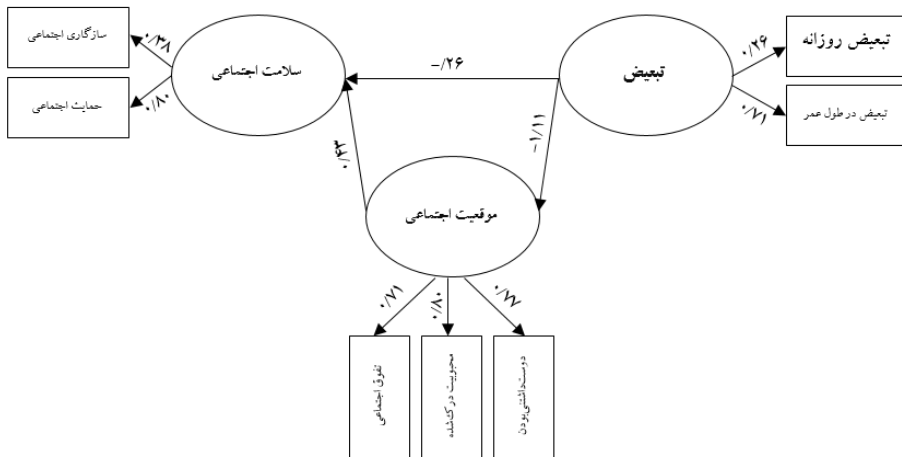 تبعیض روزانه
۰/۲۶
تبعیض
-/۲۶
سلامت اجتماعی
۰/۳۸
سازگاری اجتماعی
تبعیض در طول عمر
۰/۷۱
۰/۸۰
حمایت اجتماعی
-۱/۱۱
۰/۴۳
موقعیت اجتماعی
۰/۷۷
۰/۸۰
۰/۷۱
دوست‌داشتنی‌بودن
محبوبیت درک‌شده
تفوق اجتماعی